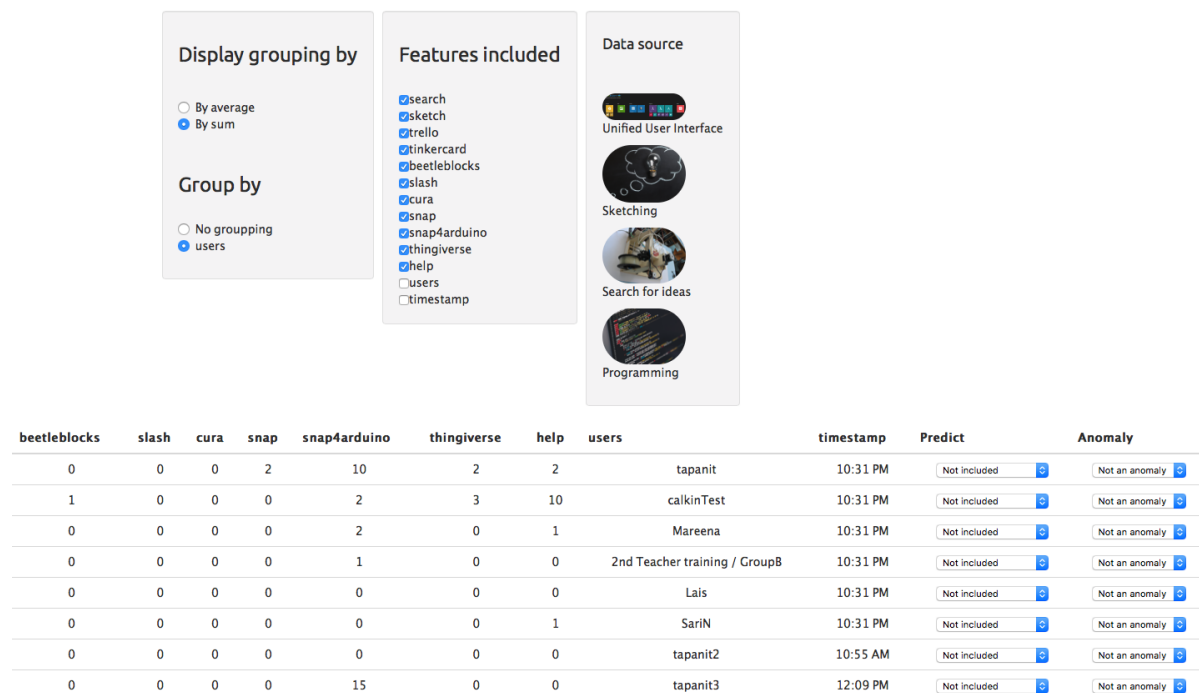 Display grouping by
By average
By sum
Group by
No groupping
users
Features included
search
sketch
trello
tinkercard
beetleblocks
slash
cura
snap
snap4arduino
thingiverse
help
users
timestamp
Data source
Unified User Interface
Sketching
Search for ideas
Programming
beetleblocks slash cura snap snap4arduino thingiverse help users timestamp Predict Anomaly
0 0 0 2 10 2 2 tapanit 10:31 PM Not included Not an anomaly
1 0 0 0 2 3 10 calkinTest 10:31 PM Not included Not an anomaly
0 0 0 0 2 0 1 Mareena 10:31 PM Not included Not an anomaly
0 0 0 0 1 0 0 2nd Teacher training / GroupB 10:31 PM Not included Not an anomaly
0 0 0 0 0 0 0 Lais 10:31 PM Not included Not an anomaly
0 0 0 0 0 0 1 SariN 10:31 PM Not included Not an anomaly
0 0 0 0 0 0 0 tapanit2 10:55 AM Not included Not an anomaly
0 0 0 0 15 0 0 tapanit3 12:09 PM Not included Not an anomaly